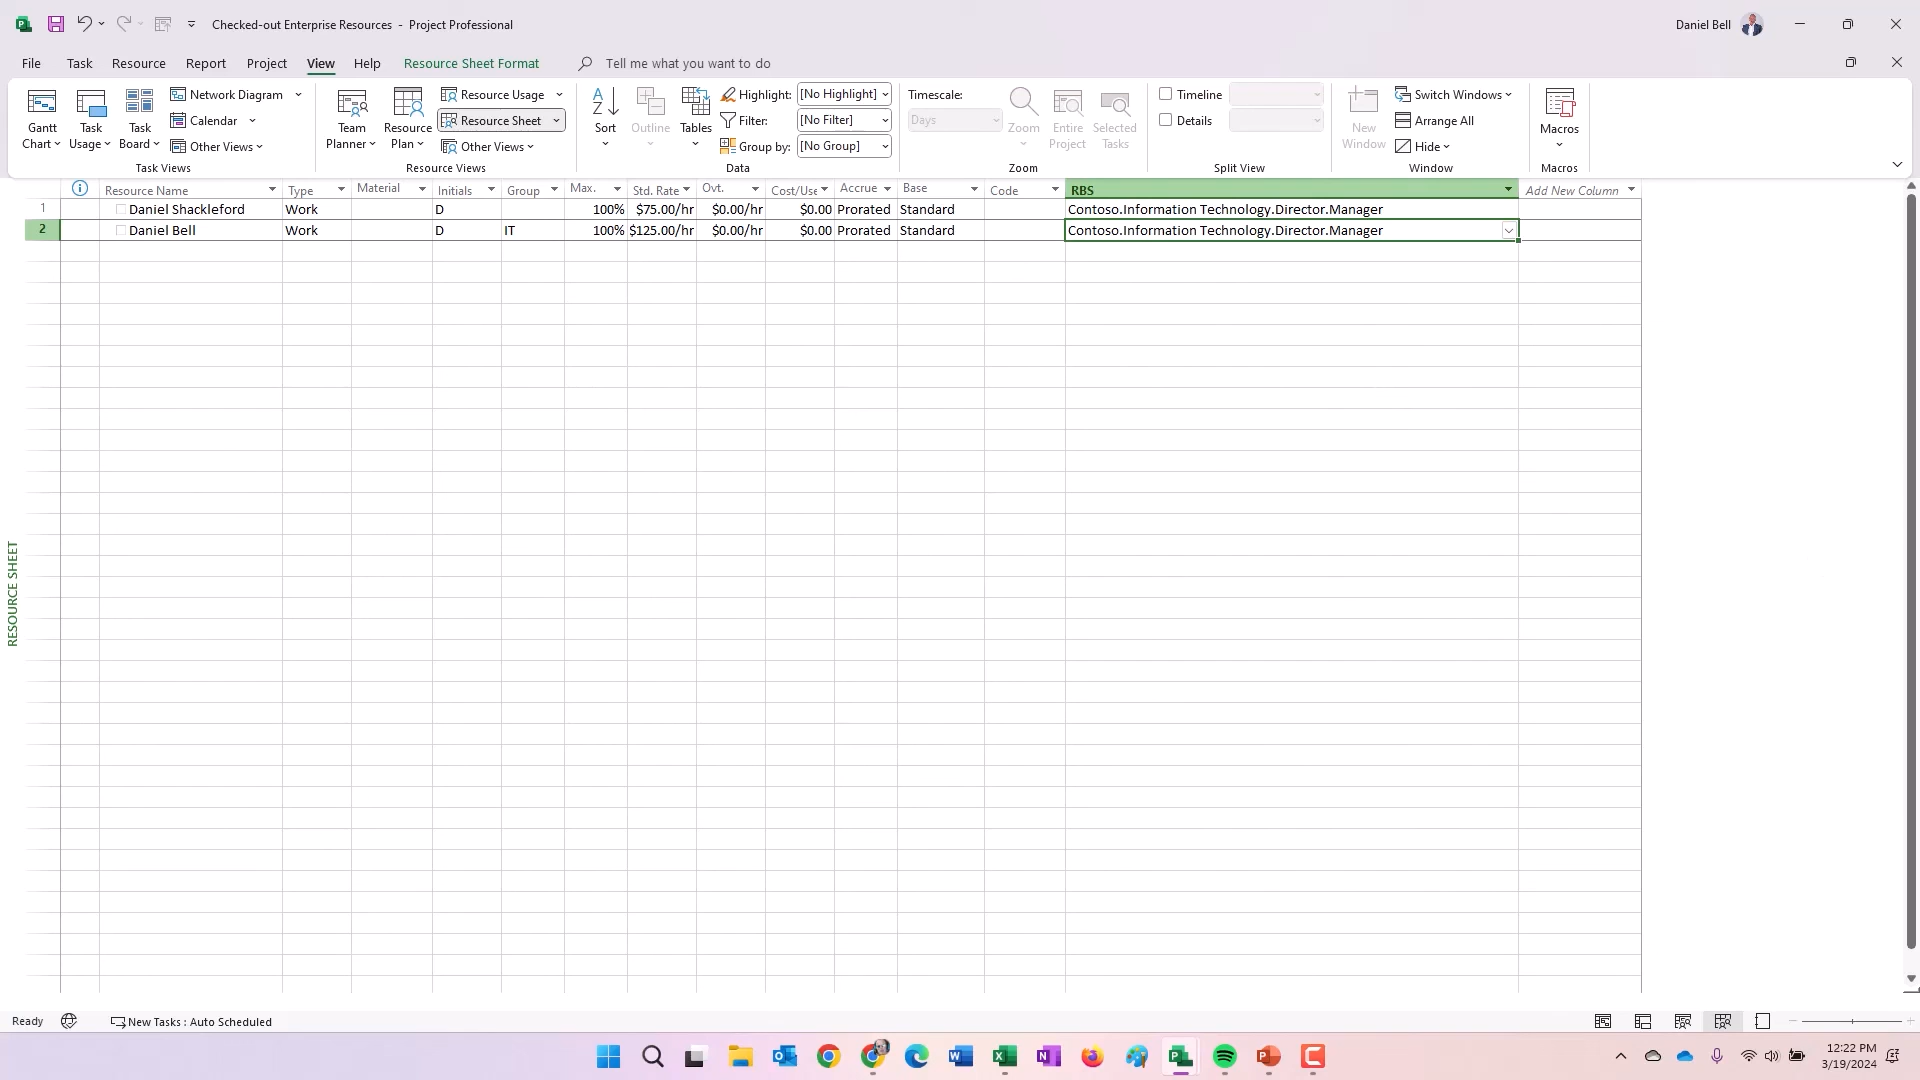 Checked-out Enterprise Resources - Project Professional
Daniel Bell
File Task Resource Report Project View Help Resource Sheet Format Tell me what you want to do
Gantt Chart
Task Usage
Task Board
Network Diagram
Calendar
Other Views
Task Views
Team Planner
Resource Plan
Resource Usage
Resource Sheet
Other Views
Resource Views
Sort
Outline
Tables
Highlight: [No Highlight]
Filter: [No Filter]
Group by: [No Group]
Data
Timescale:
Days
Zoom
Entire Project
Selected Tasks
Zoom
Timeline
Details
Split View
New Window
Switch Windows
Arrange All
Hide
Window
Macros
Macros
Resource Name Type Material Initials Group Max. Std. Rate Ovt. Cost/Use Accrue Base Code RBS Add New Column
1 Daniel Shackleford Work D 100% $75.00/hr $0.00/hr $0.00 Prorated Standard Contoso.Information Technology.Director.Manager
2 Daniel Bell Work D IT 100% $125.00/hr $0.00/hr $0.00 Prorated Standard Contoso.Information Technology.Director.Manager
RESOURCE SHEET
Ready New Tasks : Auto Scheduled
12:22 PM
3/19/2024